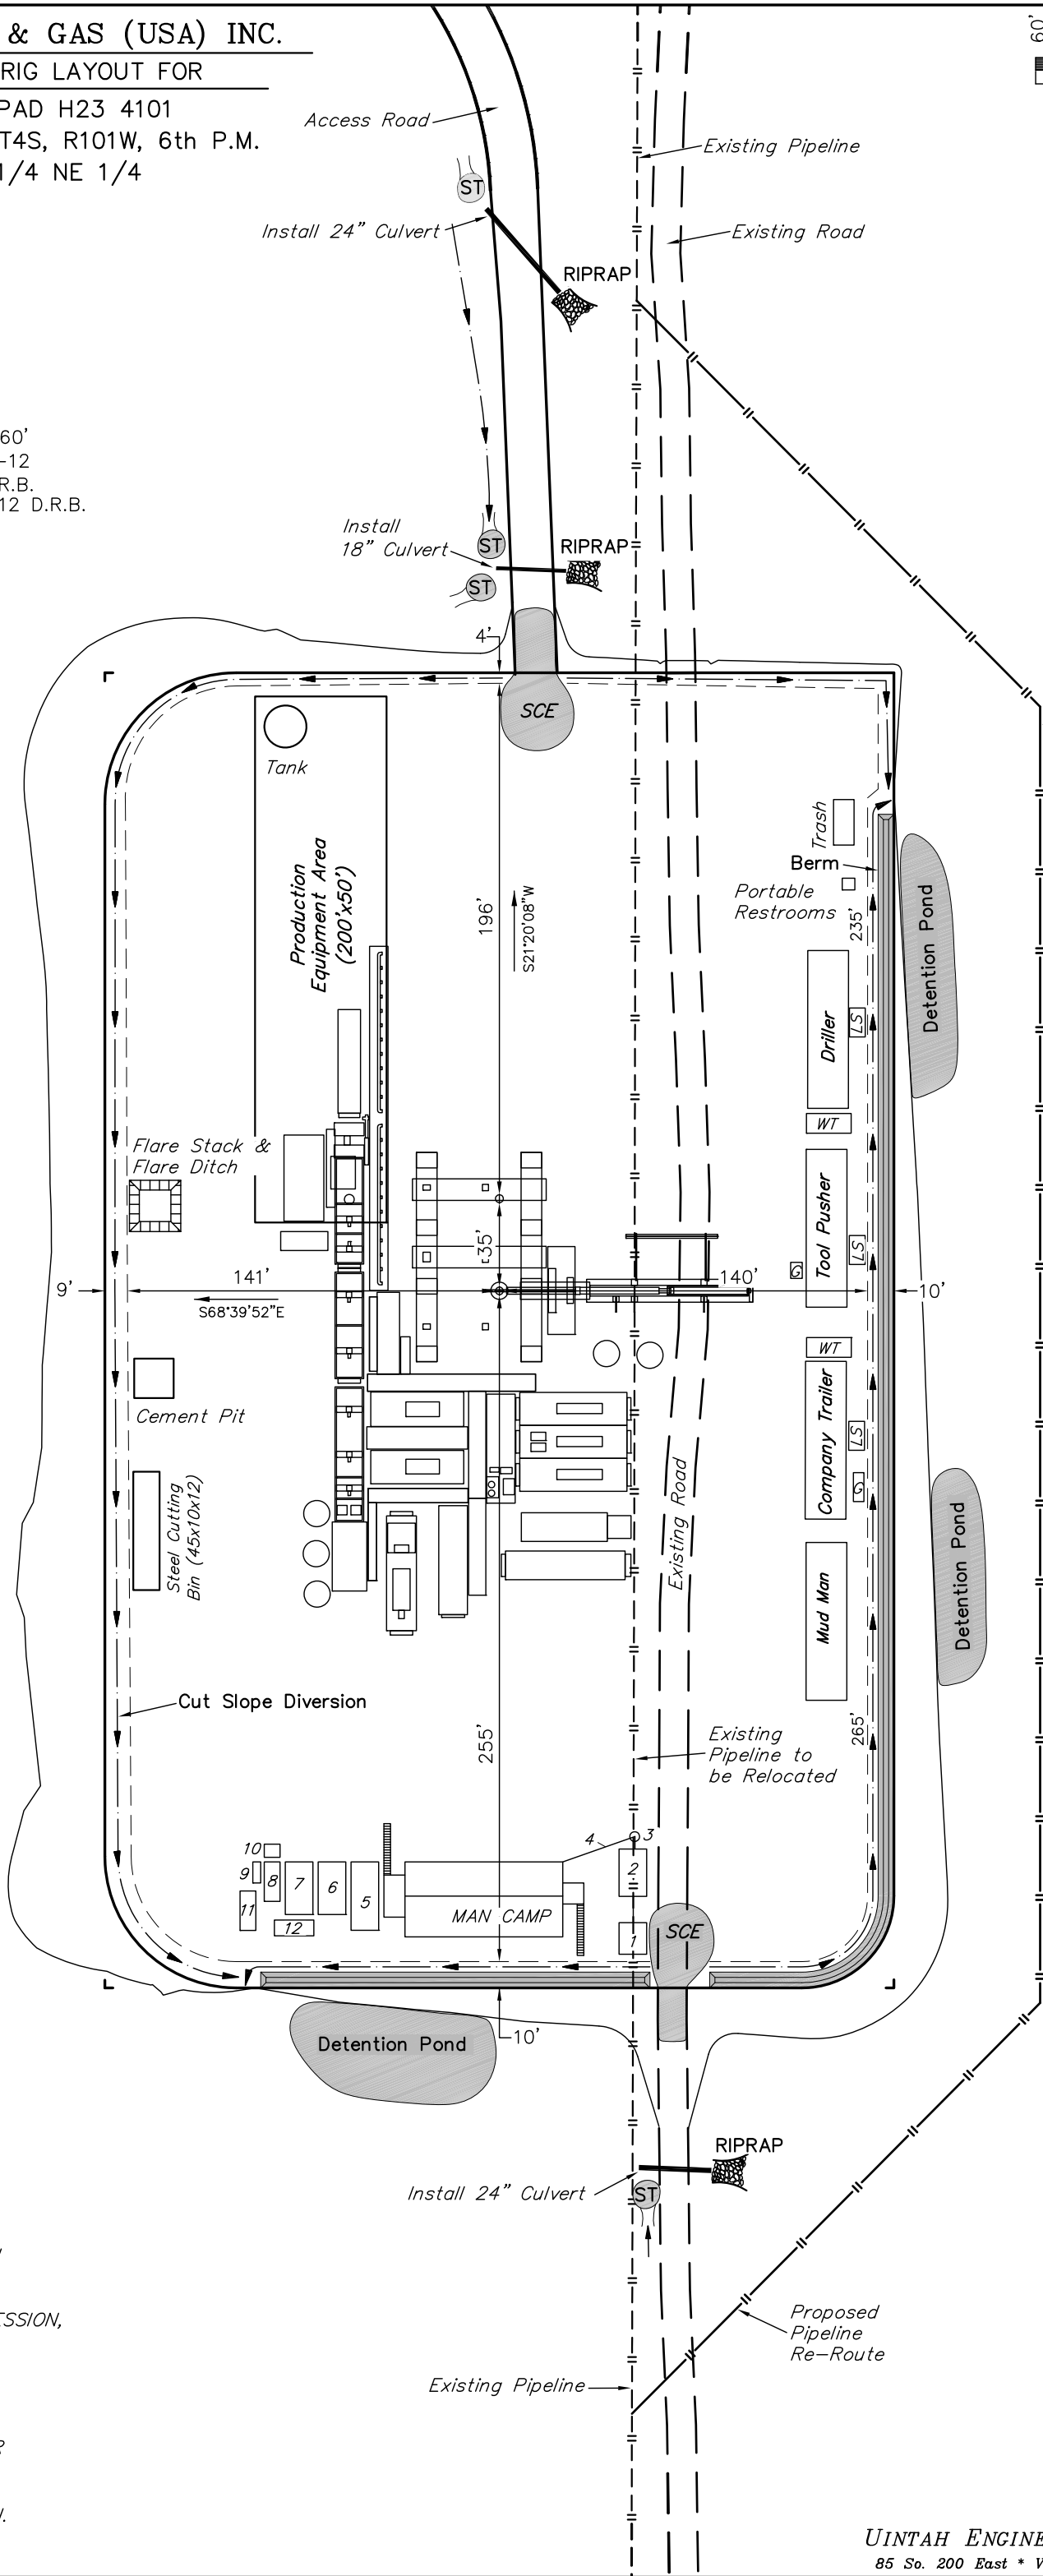 & GAS (USA) INC.
RIG LAYOUT FOR
PAD H23 4101
T4S, R101W, 6th P.M.
1/4 NE 1/4
60'
Access Road
Existing Pipeline
ST
Install 24" Culvert
Existing Road
RIPRAP
60'
-12
R.B.
12 D.R.B.
Install
18" Culvert
ST
RIPRAP
ST
4'
SCE
Tank
Trash
Berm
Portable
Restrooms
Production
Equipment Area
(200'x50')
196'
S21°20'08"W
235'
Detention Pond
Driller
LS
WT
Flare Stack &
Flare Ditch
Tool Pusher
LS
G
35'
9'
141'
S68°39'52"E
140'
10'
WT
Cement Pit
Company Trailer
LS
G
Steel Cutting
Bin (45x10x12)
Existing Road
Detention Pond
Mud Man
Cut Slope Diversion
255'
Existing
Pipeline to
be Relocated
265'
10
9
8
7
6
5
11
12
MAN CAMP
4
3
2
1
SCE
Detention Pond
10'
RIPRAP
Install 24" Culvert
ST
ESSION,
Proposed
Pipeline
Re-Route
Existing Pipeline
UINTAH ENGINE
85 So. 200 East * V